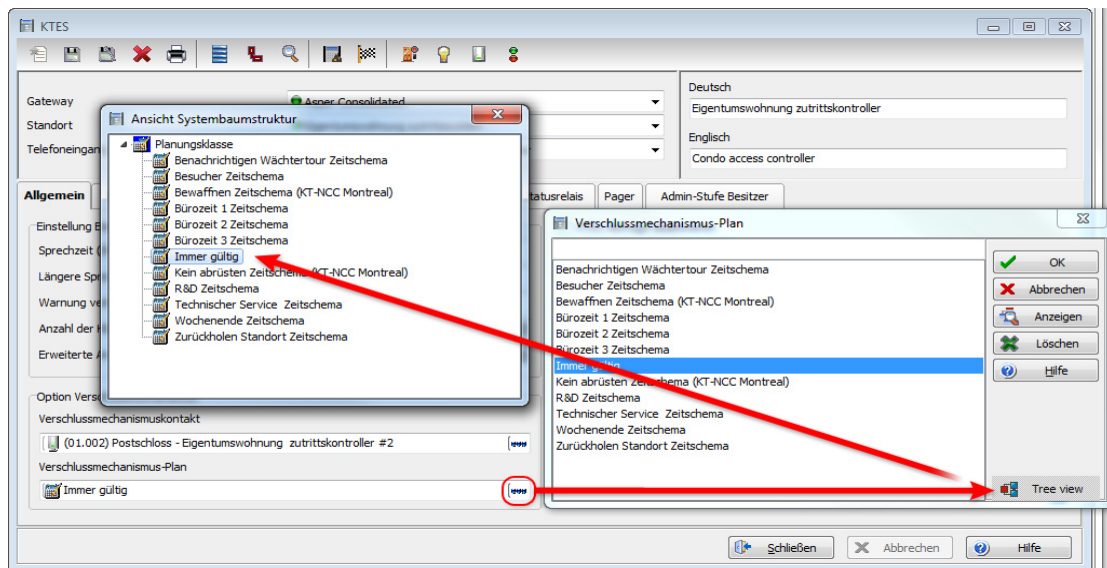 KTES
Gateway
Asper Consolidated
Standort
Telefoneingan
Deutsch
Eigentumswohnung zutrittskontroller
Englisch
Condo access controller
Allgemein
tatusrelais
Pager
Admin-Stufe Besitzer
Einstellung E
Sprechzeit (
Längere Spr
Warnung ve
Anzahl der
Erweiterte A
Option Vers
Verschlussmechanismuskontakt
(01.002) Postschloss - Eigentumswohnung zutrittskontroller #2
Verschlussmechanismus-Plan
Immer gültig
Ansicht Systembaumstruktur
Planungsklasse
Benachrichtigen Wächtertour Zeitschema
Besucher Zeitschema
Bewaffnen Zeitschema (KT-NCC Montreal)
Bürozeit 1 Zeitschema
Bürozeit 2 Zeitschema
Bürozeit 3 Zeitschema
Immer gültig
Kein abrüsten Zeitschema (KT-NCC Montreal)
R&D Zeitschema
Technischer Service Zeitschema
Wochenende Zeitschema
Zurückholen Standort Zeitschema
Verschlussmechanismus-Plan
Benachrichtigen Wächtertour Zeitschema
Besucher Zeitschema
Bewaffnen Zeitschema (KT-NCC Montreal)
Bürozeit 1 Zeitschema
Bürozeit 2 Zeitschema
Bürozeit 3 Zeitschema
Immer gültig
Kein abrüsten Zeitschema (KT-NCC Montreal)
R&D Zeitschema
Technischer Service Zeitschema
Wochenende Zeitschema
Zurückholen Standort Zeitschema
OK
Abbrechen
Anzeigen
Löschen
Hilfe
Tree view
Schließen
Abbrechen
Hilfe